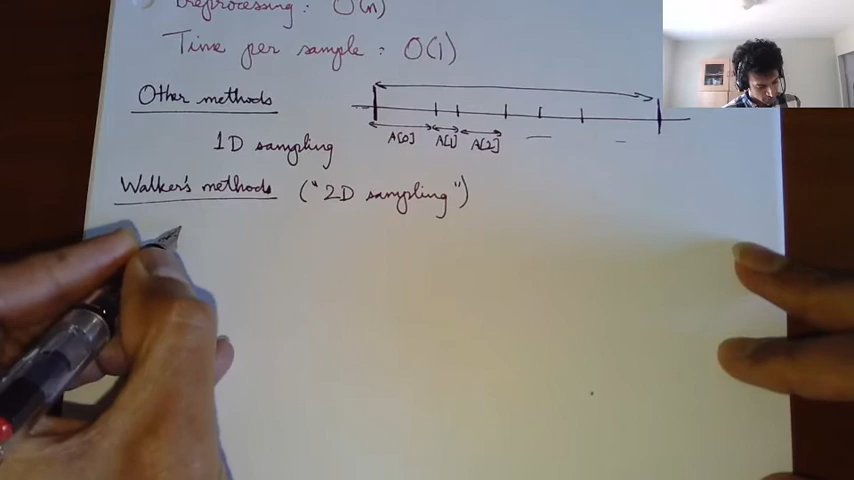 Preprocessing: O(n)
Time per sample: O(1)
Other methods
A[0] A[1] A[2] — —
1D sampling
Walker's methods ("2D sampling")